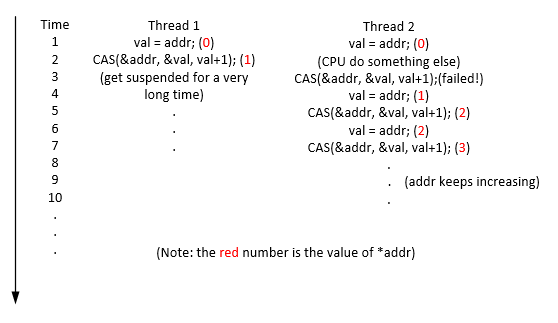 Time Thread 1 Thread 2
1 val = addr; (0) val = addr; (0)
2 CAS(&addr, &val, val+1); (1) (CPU do something else)
3 (get suspended for a very CAS(&addr, &val, val+1);(failed!)
4 long time) val = addr; (1)
5 . CAS(&addr, &val, val+1); (2)
6 . val = addr; (2)
7 . CAS(&addr, &val, val+1); (3)
8 .
9 . (addr keeps increasing)
10 .
.
.
. (Note: the red number is the value of *addr)